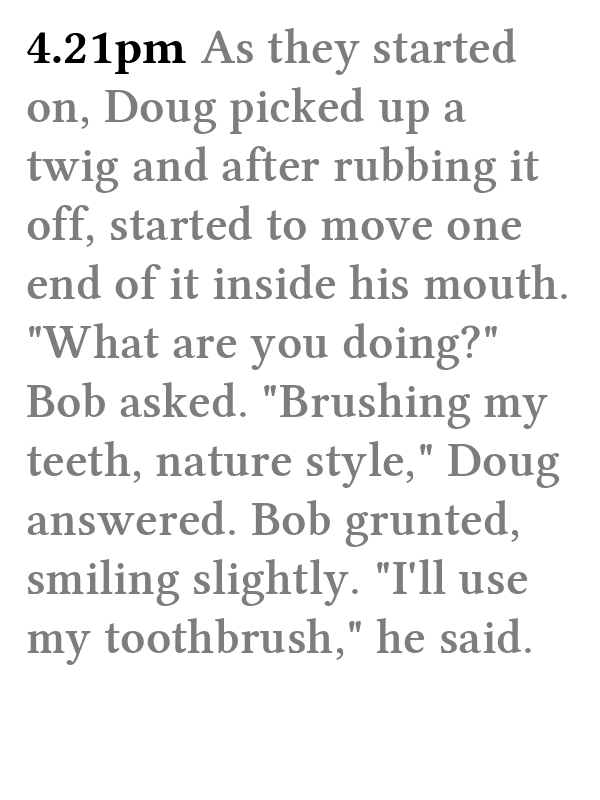 4.21pm As they started
on, Doug picked up a
twig and after rubbing it
off, started to move one
end of it inside his mouth.
"What are you doing?"
Bob asked. "Brushing my
teeth, nature style," Doug
answered. Bob grunted,
smiling slightly. "I'll use
my toothbrush," he said.